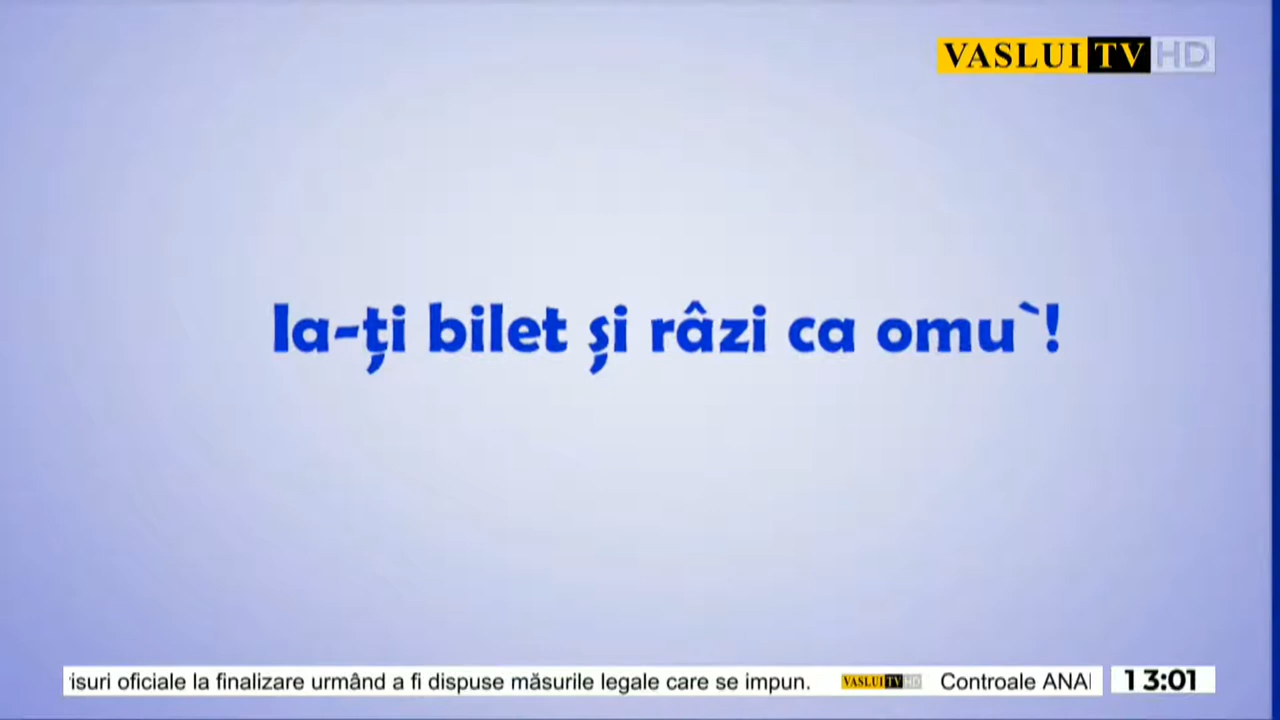 VASLUI TV HD
Ia-ți bilet și râzi ca omu`!
isuri oficiale la finalizare urmând a fi dispuse măsurile legale care se impun. VASLUI TV HD Controale ANA
13:01